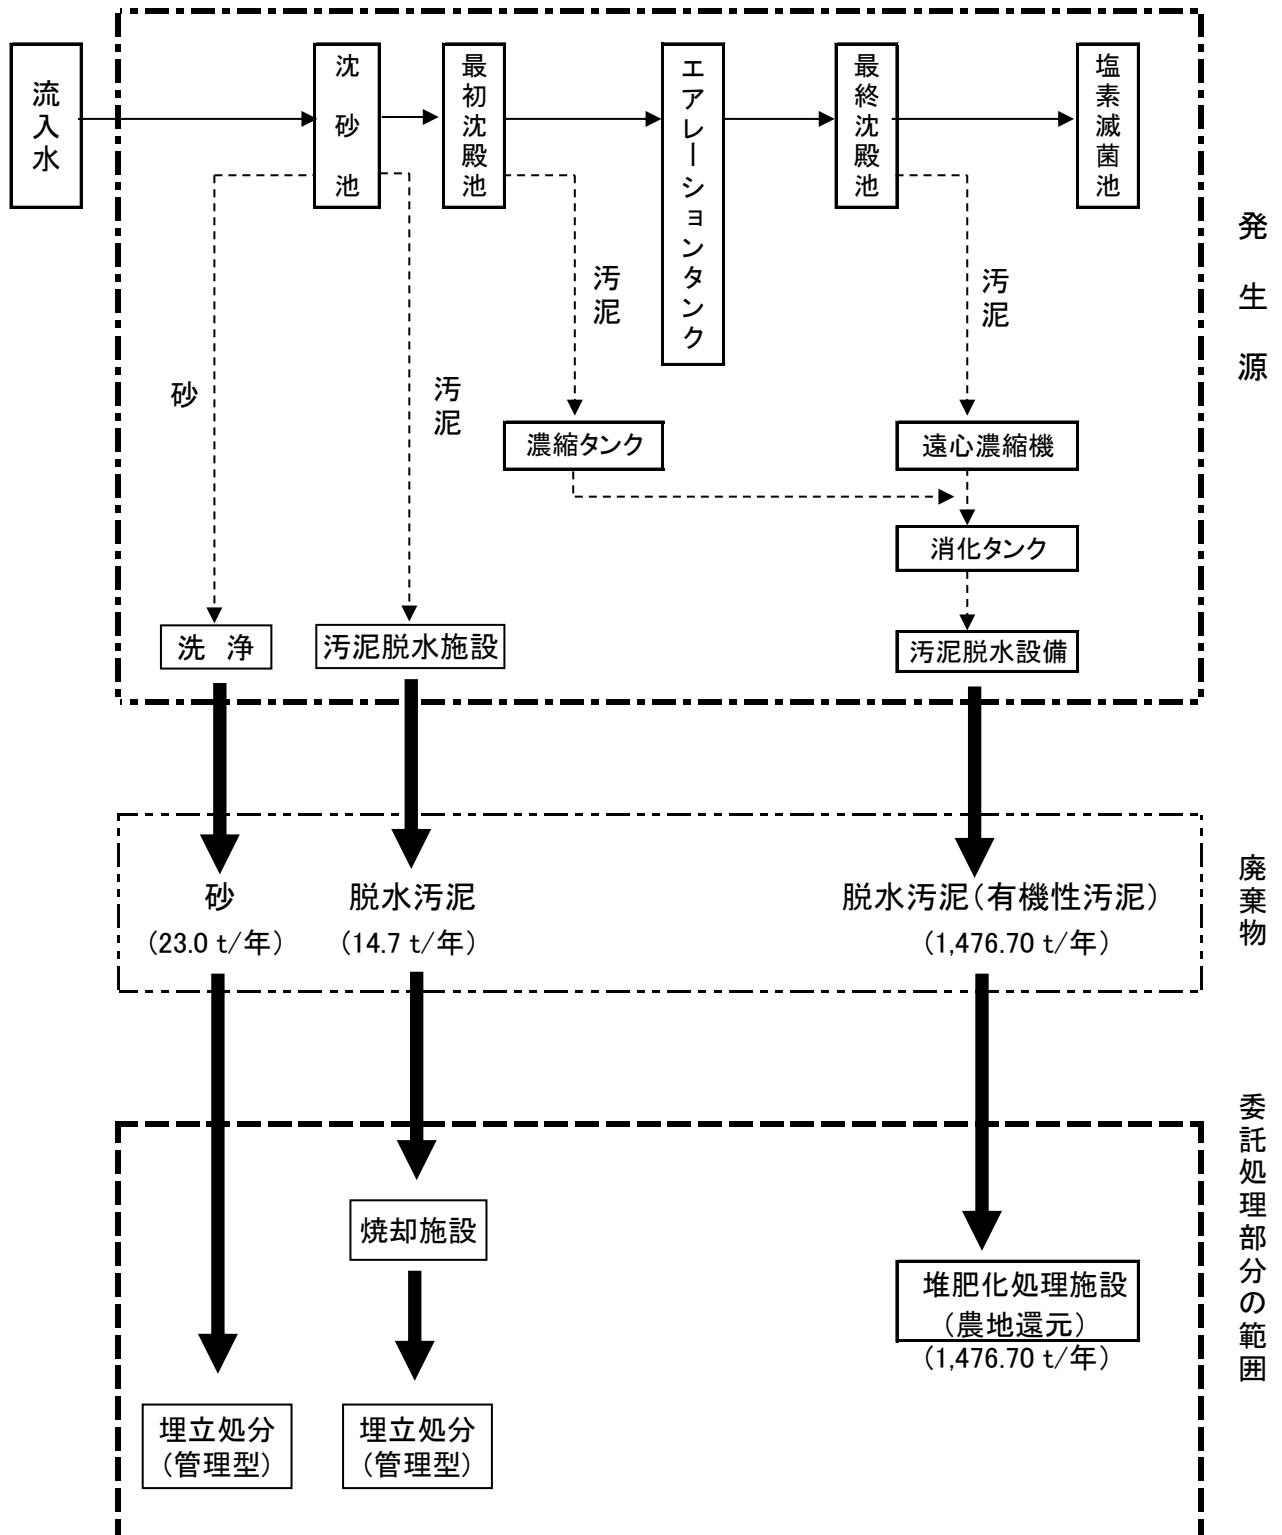 流入水
沈砂池
最初沈殿池
エアレーションタンク
最終沈殿池
塩素滅菌池
発生源
砂
汚泥
汚泥
汚泥
濃縮タンク
遠心濃縮機
消化タンク
洗 浄
汚泥脱水施設
汚泥脱水設備
砂
脱水汚泥
脱水汚泥(有機性汚泥)
(23.0 t/年)
(14.7 t/年)
(1,476.70 t/年)
廃棄物
委託処理部分の範囲
焼却施設
堆肥化処理施設
(農地還元)
(1,476.70 t/年)
埋立処分
(管理型)
埋立処分
(管理型)